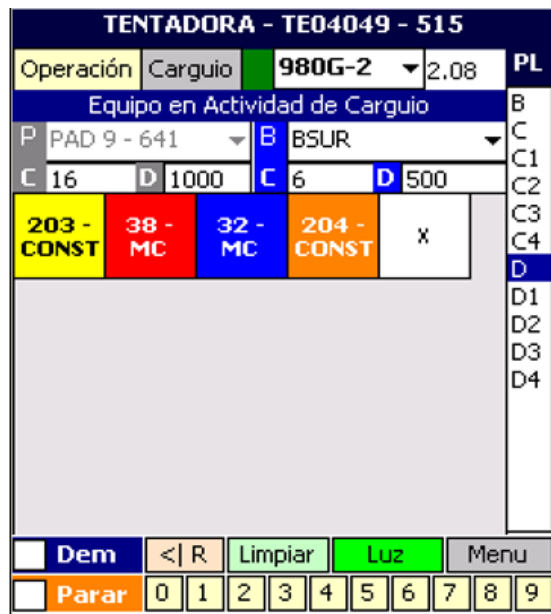 TENTADORA - TE04049 - 515
Operación Carguio 980G-2 2.08 PL
Equipo en Actividad de Carguio
P PAD 9 - 641 B BSUR
C 16 D 1000 C 6 D 500
203 - CONST
38 - MC
32 - MC
204 - CONST
X
B
C
C1
C2
C3
C4
D
D1
D2
D3
D4
Dem <| R Limpiar Luz Menu
Parar 0 1 2 3 4 5 6 7 8 9